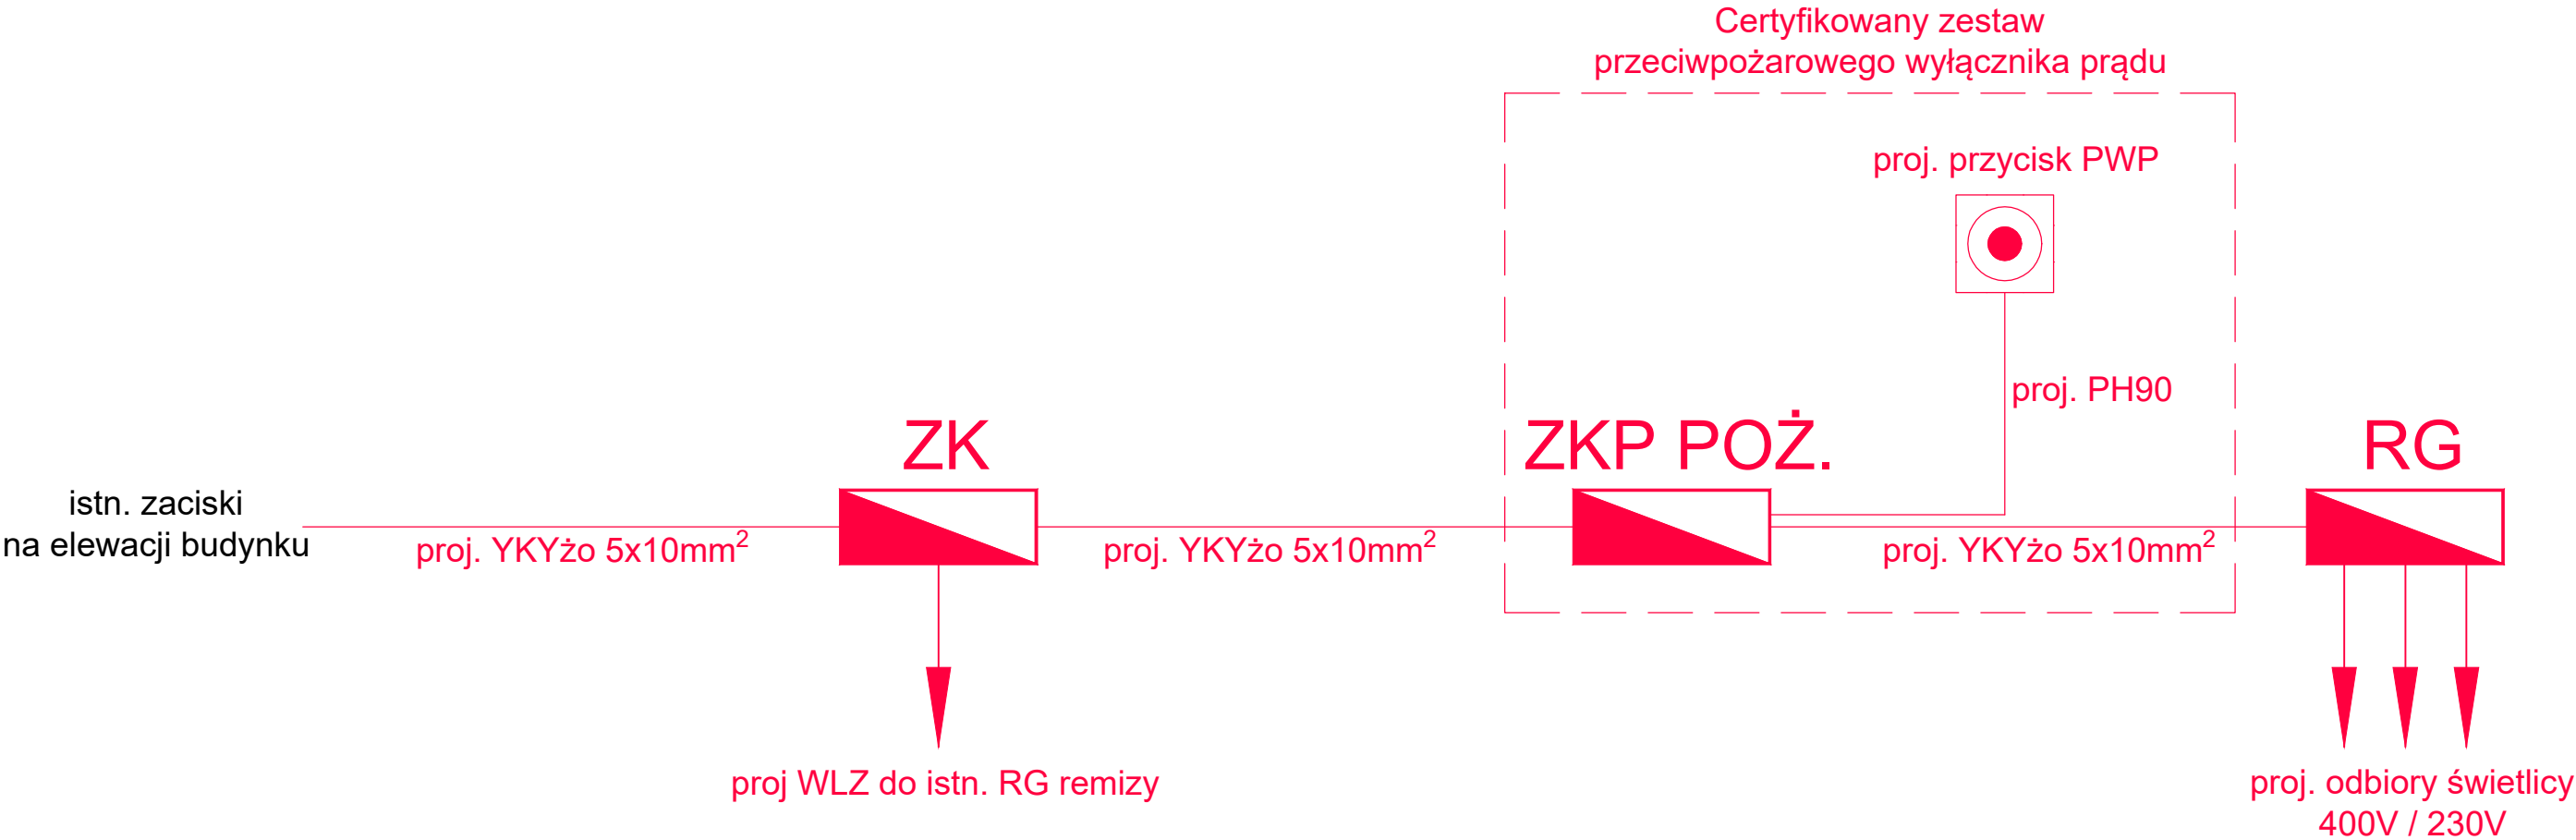 Certyfikowany zestaw
przeciwpożarowego wyłącznika prądu
proj. przycisk PWP
proj. PH90
ZK
ZKP POŻ.
RG
istn. zaciski
na elewacji budynku
proj. YKYżo 5x10mm²
proj. YKYżo 5x10mm²
proj. YKYżo 5x10mm²
proj WLZ do istn. RG remizy
proj. odbiory świetlicy
400V / 230V